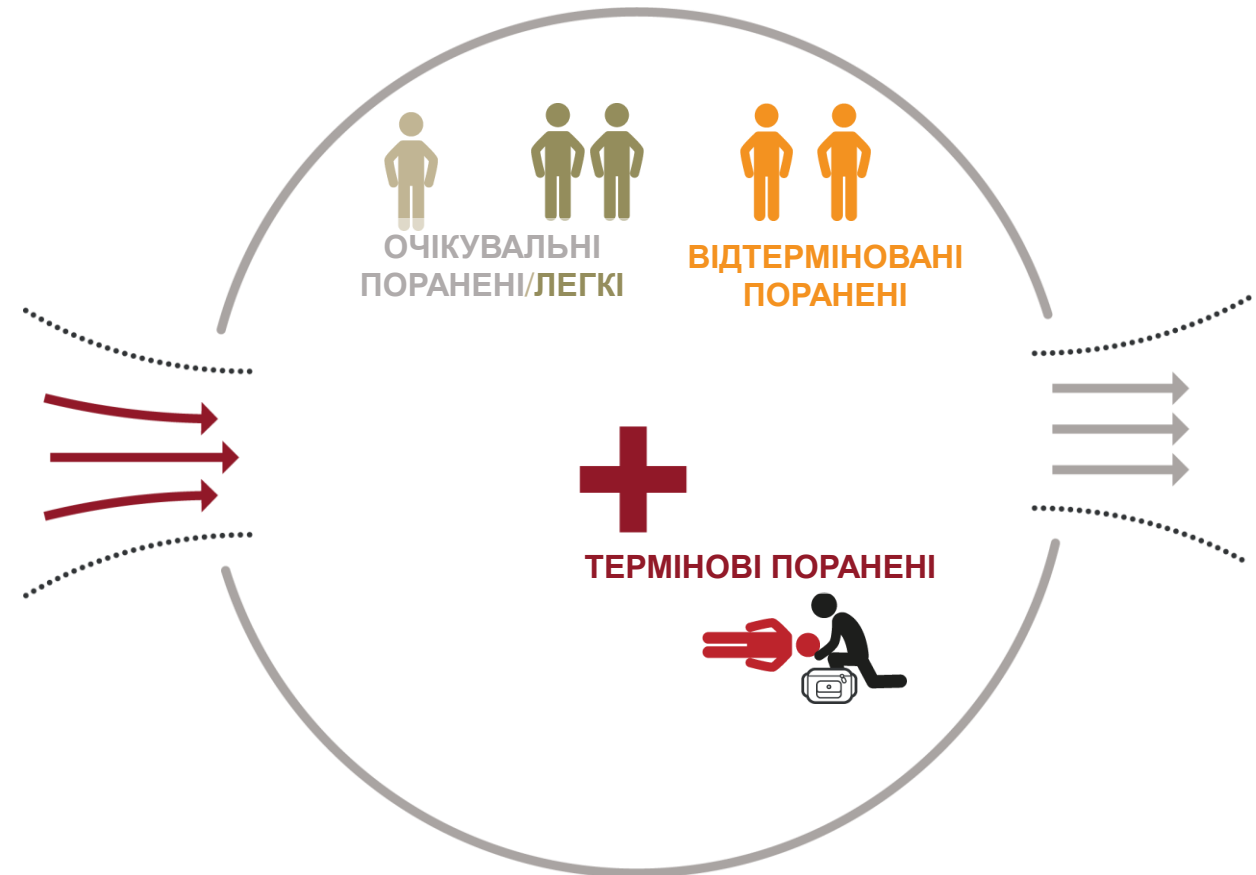 ОЧІКУВАЛЬНІ
ПОРАНЕНІ/ЛЕГКІ
ВІДТЕРМІНОВАНІ
ПОРАНЕНІ
ТЕРМІНОВІ ПОРАНЕНІ